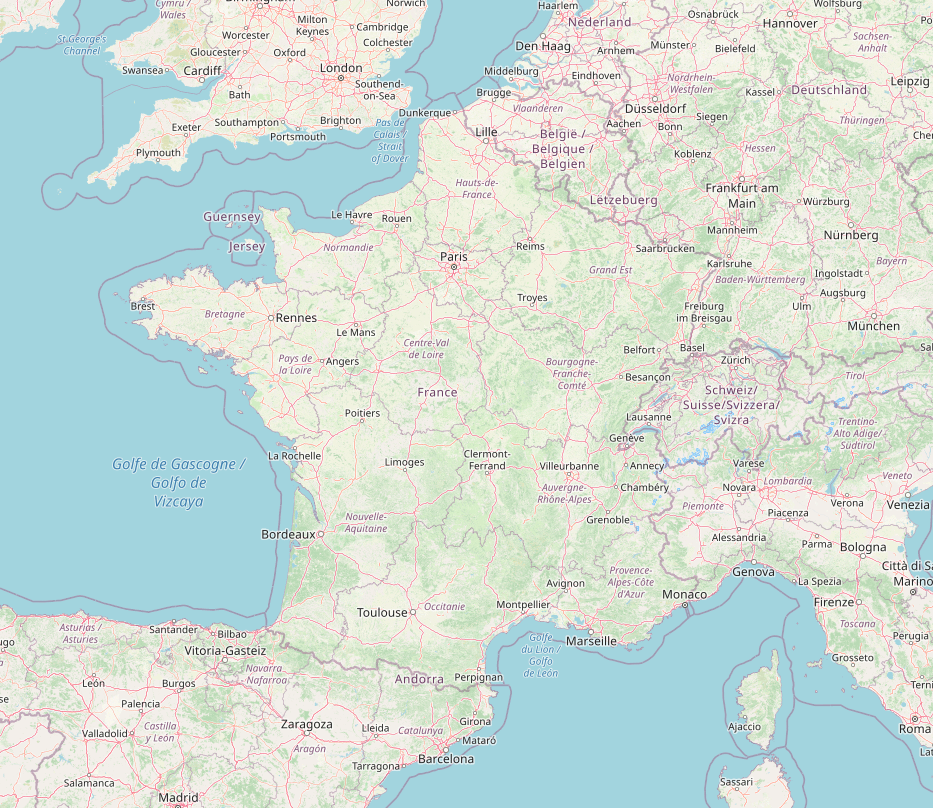 Cymru /
Wales
Birmingham
Norwich
Haarlem
Nederland
Osnabrück
Hannover
Wolfsburg
St.George's
Channel
Worcester
Milton
Keynes
Cambridge
Colchester
Den Haag
Arnhem
Münster
Bielefeld
Sachsen-
Anhalt
Gloucester
Oxford
Swansea
Cardiff
London
Middelburg
Eindhoven
Nordrhein-
Westfalen
Kassel
Deutschland
Leipzig
Bath
Southend-
on-Sea
Brugge
Vlaanderen
Düsseldorf
Dunkerque
Siegen
Thüringen
Exeter
Southampton
Brighton
Portsmouth
Pas de
Calais /
Strait
of Dover
Lille
België /
Belgique /
Belgien
Aachen
Bonn
Plymouth
Koblenz
Hessen
Hauts-de-
France
Lëtzebuerg
Frankfurt am
Main
Würzburg
Guernsey
Jersey
Le Havre
Rouen
Mannheim
Nürnberg
Normandie
Paris
Reims
Saarbrücken
Karlsruhe
Bayern
Grand Est
Baden-Württemberg
Ingolstadt
Brest
Bretagne
Rennes
Troyes
Freiburg
im Breisgau
Ulm
Augsburg
München
Le Mans
Centre-Val
de Loire
Belfort
Basel
Zürich
Pays de
la Loire
Angers
Bourgogne-
Franche-
Comté
Besançon
Tirol
France
Schweiz/
Suisse/Svizzera/
Svizra
Poitiers
Lausanne
Trentino-
Alto Adige/
Südtirol
Genève
La Rochelle
Limoges
Clermont-
Ferrand
Villeurbanne
Annecy
Varese
Golfe de Gascogne /
Golfo de
Vizcaya
Auvergne-
Rhône-Alpes
Chambéry
Novara
Lombardia
Veneto
Verona
Venezia
Nouvelle-
Aquitaine
Grenoble
Piemonte
Piacenza
Bordeaux
Alessandria
Parma
Bologna
Provence-
Alpes-Côte
d'Azur
Genova
La Spezia
Città di San
Marino
Avignon
Toulouse
Occitanie
Montpellier
Monaco
Firenze
Asturias /
Asturies
Santander
Bilbao
Marseille
Toscana
Perugia
Vitoria-Gasteiz
Golfe
du Lion /
Golfo
de León
Grosseto
León
Burgos
Navarra
-
Nafarroa
Andorra
Perpignan
Palencia
Valladolid
Castilla
y León
Zaragoza
Lleida
Catalunya
Girona
Ajaccio
Roma
Aragón
Mataró
Barcelona
Tarragona
Salamanca
Sassari
Madrid